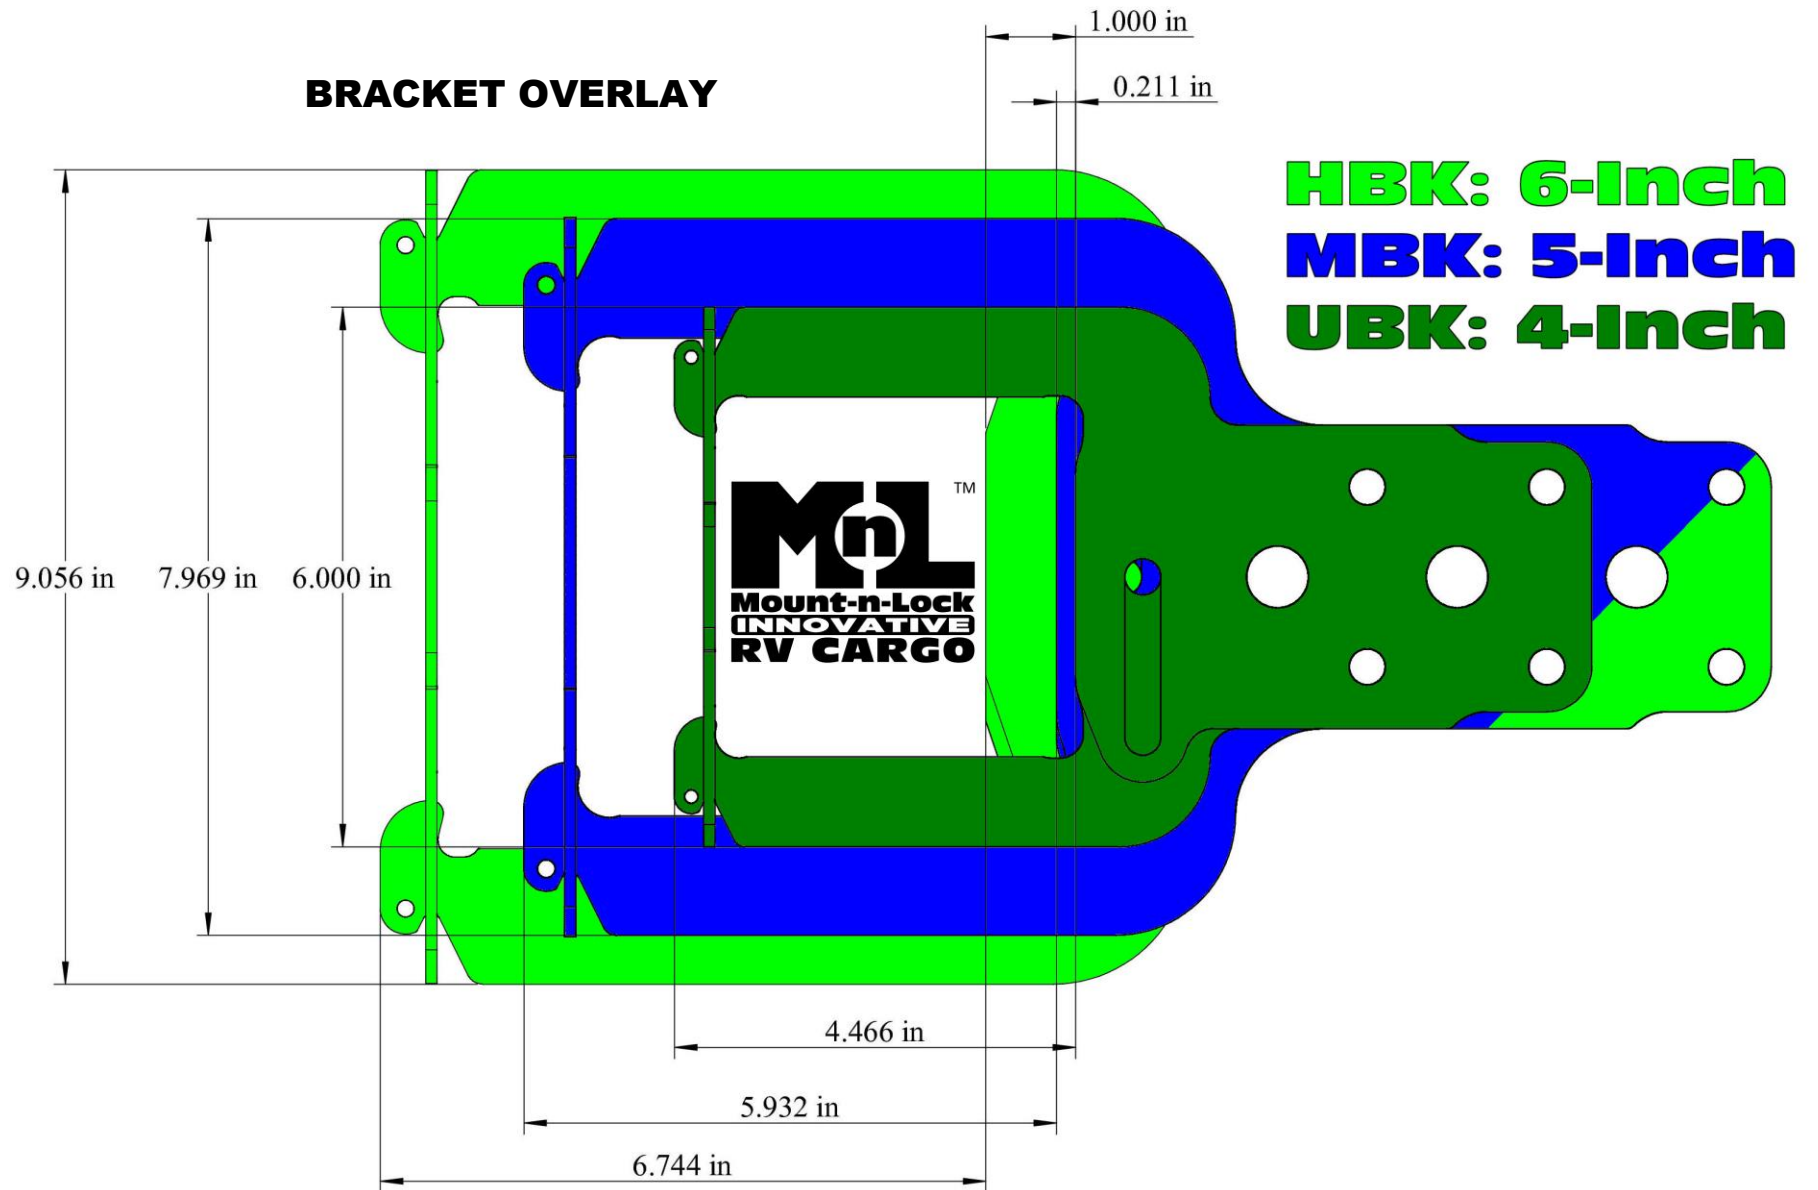 1.000 in
BRACKET OVERLAY
0.211 in
HBK: 6-Inch
MBK: 5-Inch
UBK: 4-Inch
MnL TM
9.056 in 7.969 in 6.000 in
Mount-n-Lock
INNOVATIVE
RV CARGO
4.466 in
5.932 in
6.744 in